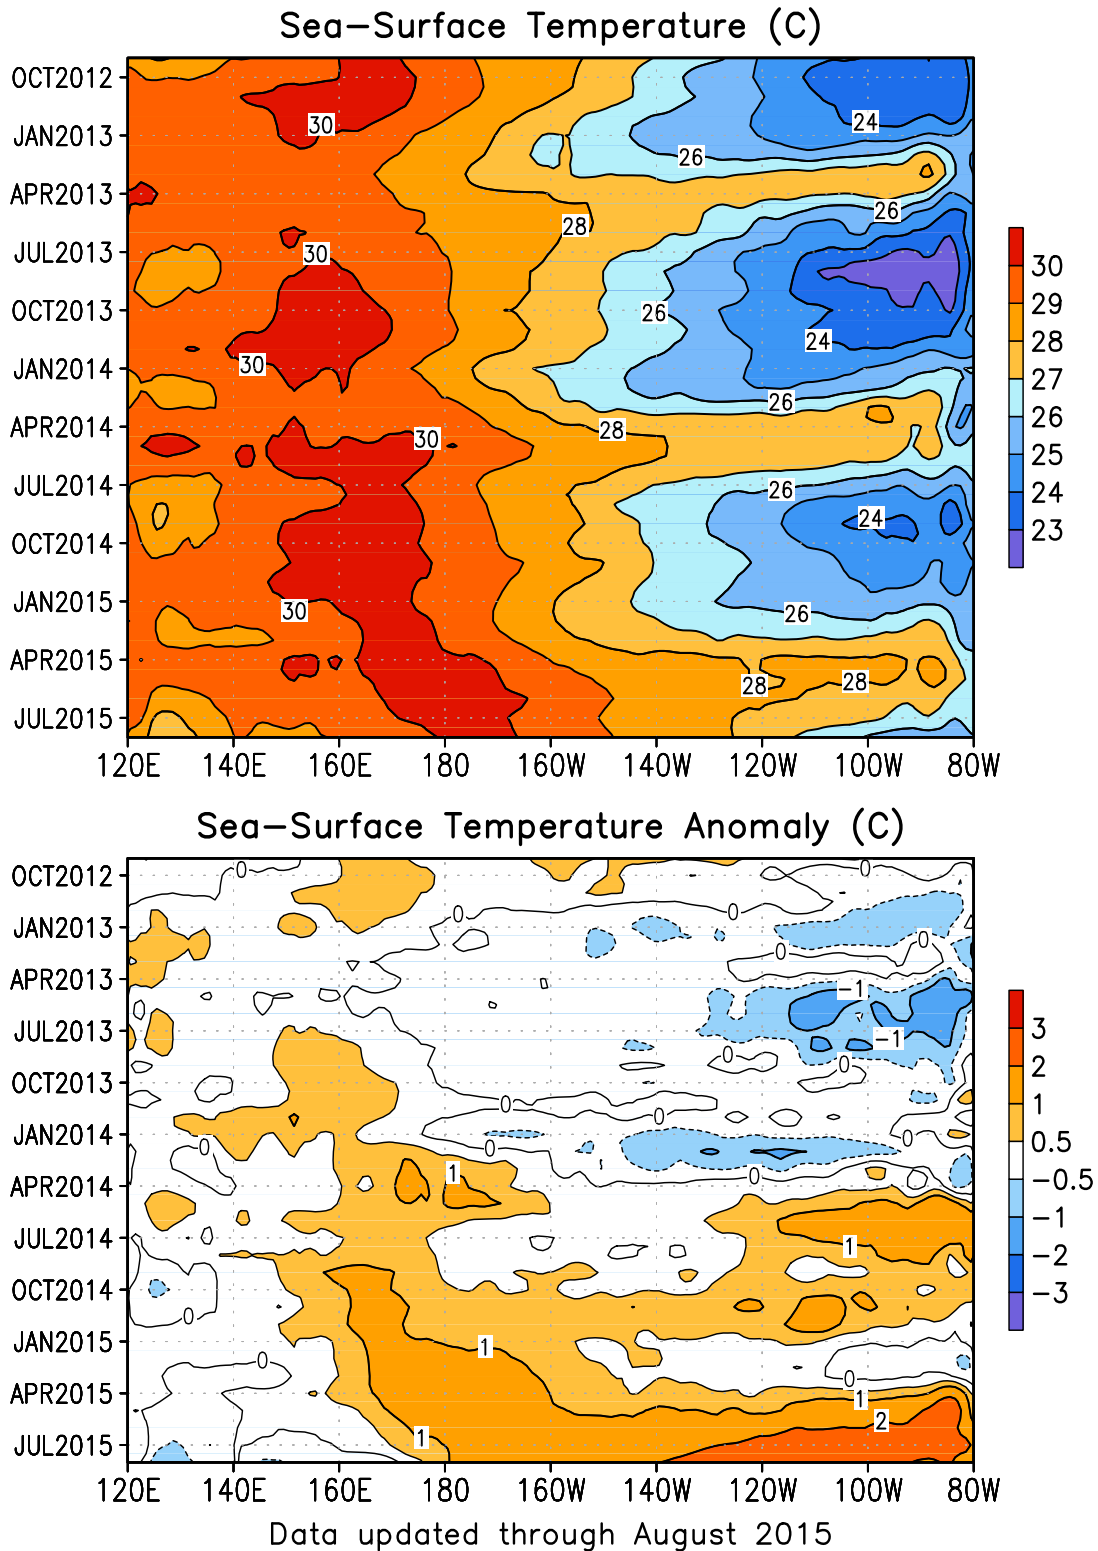 Sea-Surface Temperature (C)
OCT2012
JAN2013
APR2013
JUL2013
OCT2013
JAN2014
APR2014
JUL2014
OCT2014
JAN2015
APR2015
JUL2015
30
24
26
26
28
30
26
24
30
26
28
30
26
24
30
26
28
28
120E 140E 160E 180 160W 140W 120W 100W 80W
30
29
28
27
26
25
24
23
Sea-Surface Temperature Anomaly (C)
OCT2012
JAN2013
APR2013
JUL2013
OCT2013
JAN2014
APR2014
JUL2014
OCT2014
JAN2015
APR2015
JUL2015
0 0
0 0
0 0
-1
-1
0 0
0 0
0 0 0
1 0
1
0
1
0 0
1
2
1
120E 140E 160E 180 160W 140W 120W 100W 80W
3
2
1
0.5
-0.5
-1
-2
-3
Data updated through August 2015